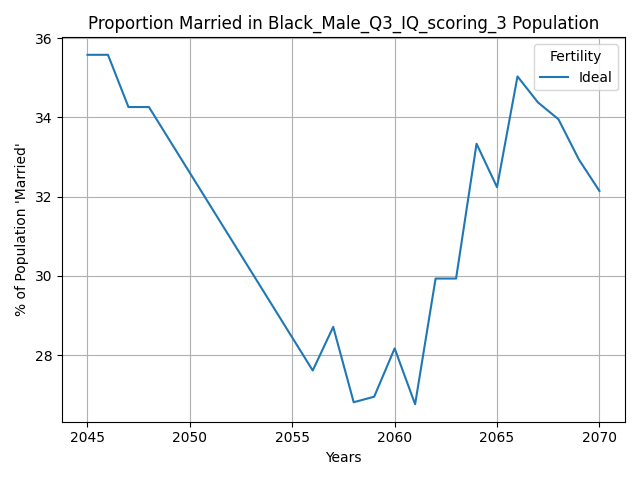 Proportion Married in Black_Male_Q3_IQ_scoring_3 Population
36
34
32
30
28
% of Population 'Married'
Fertility
Ideal
2045 2050 2055 2060 2065 2070
Years